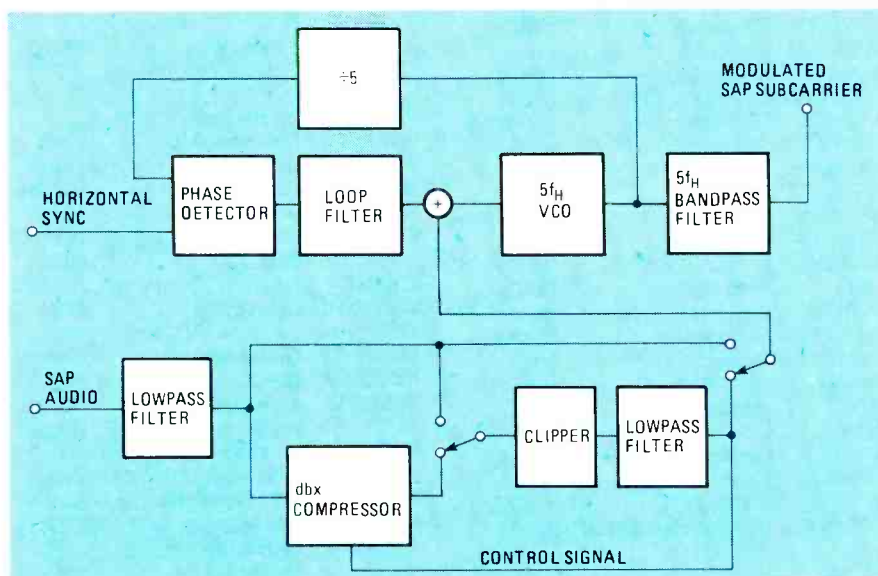 ÷5
MODULATED
SAP SUBCARRIER
HORIZONTAL
SYNC
PHASE
DETECTOR
LOOP
FILTER
+
5fH
VCO
5fH
BANDPASS
FILTER
SAP
AUDIO
LOWPASS
FILTER
dbx
COMPRESSOR
CLIPPER
LOWPASS
FILTER
CONTROL SIGNAL